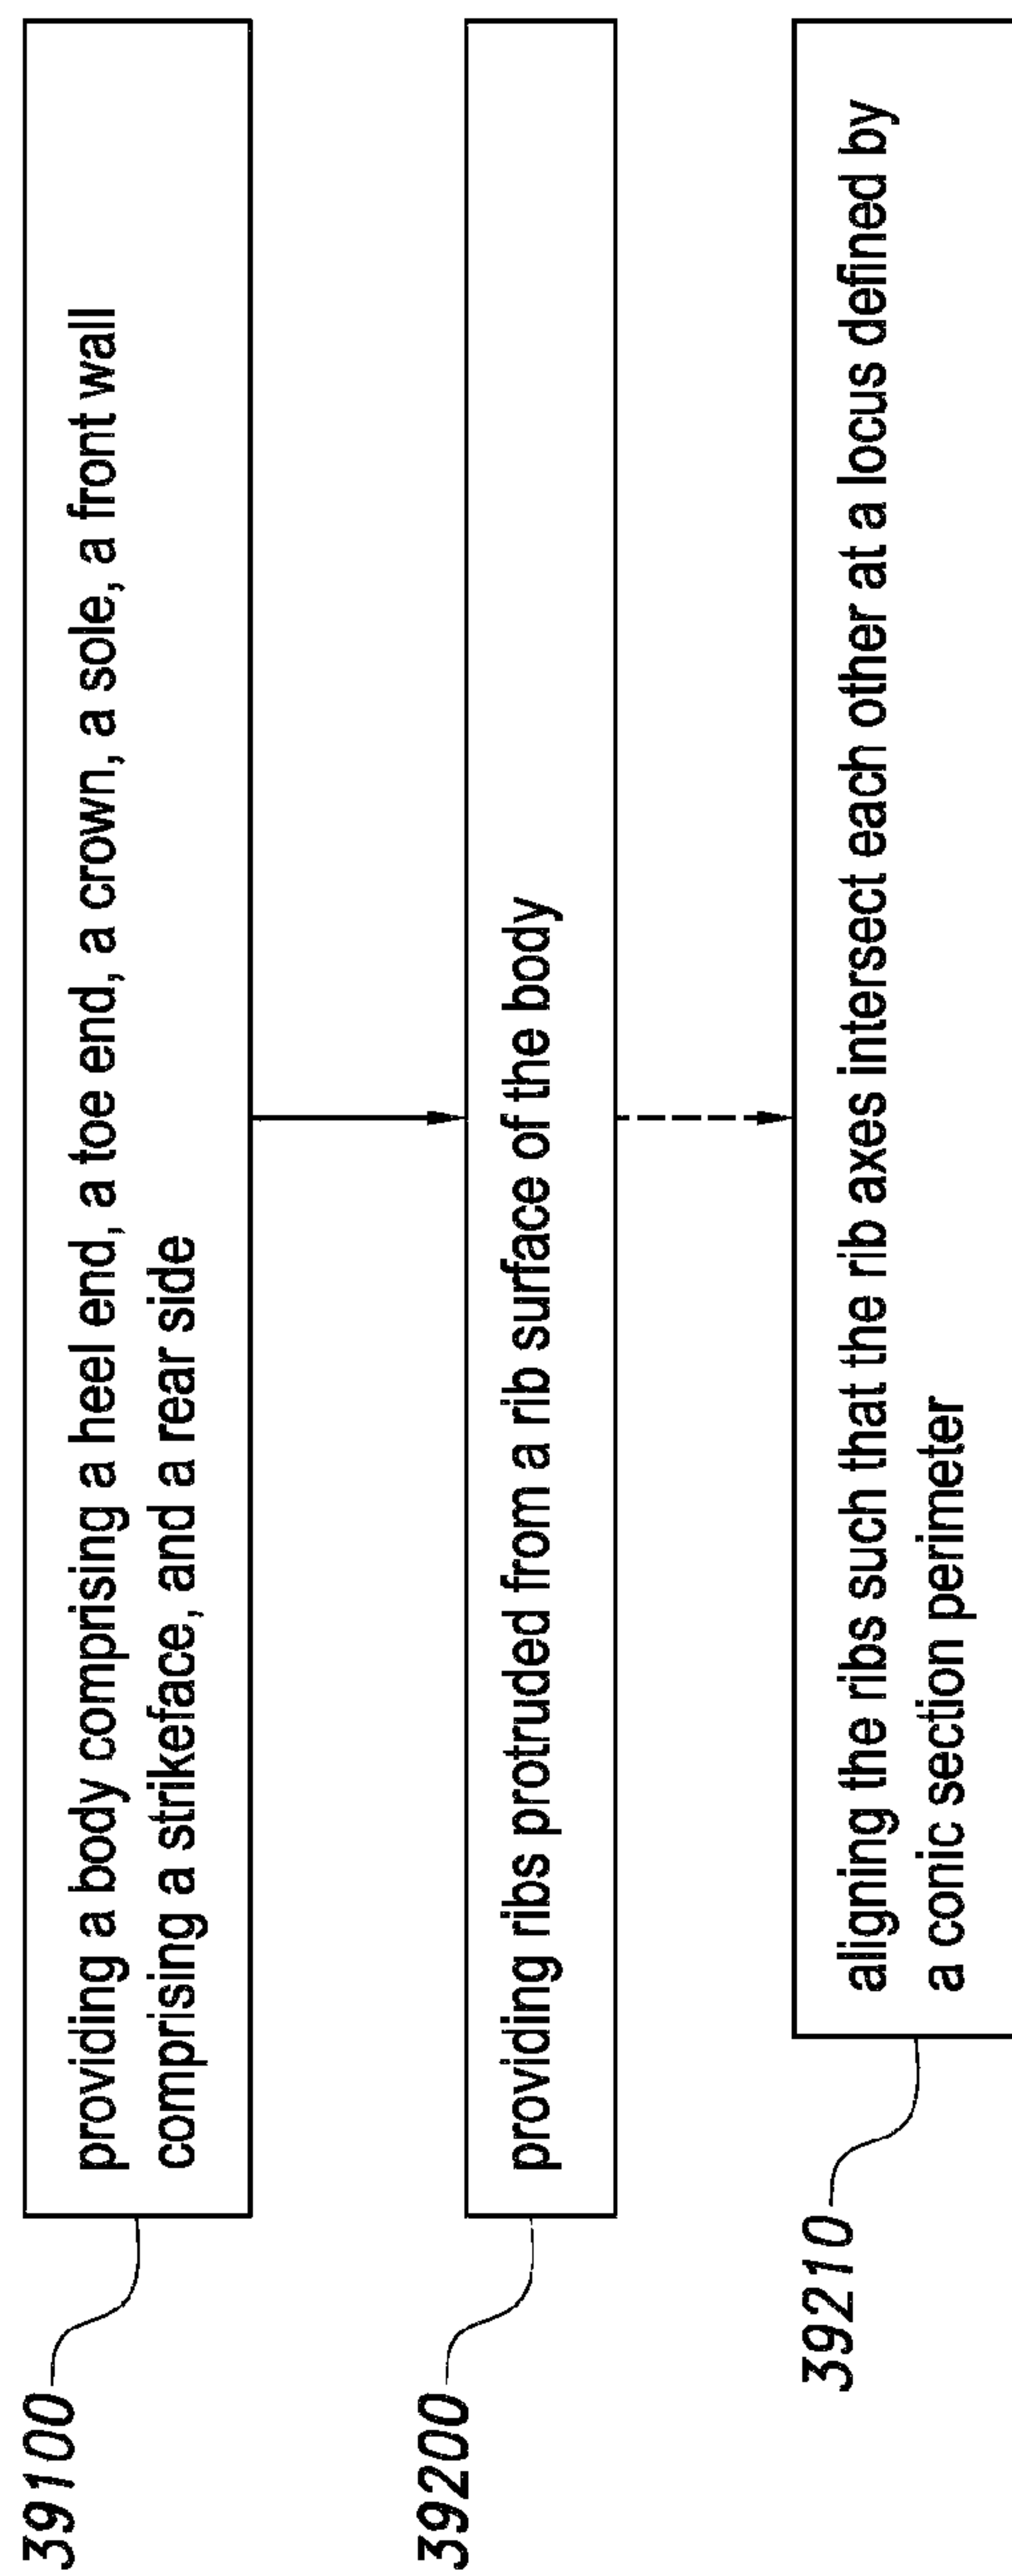 39100
providing a body comprising a heel end, a toe end, a crown, a sole, a front wall
comprising a strikeface, and a rear side
39200
providing ribs protruded from a rib surface of the body
39210
aligning the ribs such that the rib axes intersect each other at a locus defined by
a conic section perimeter